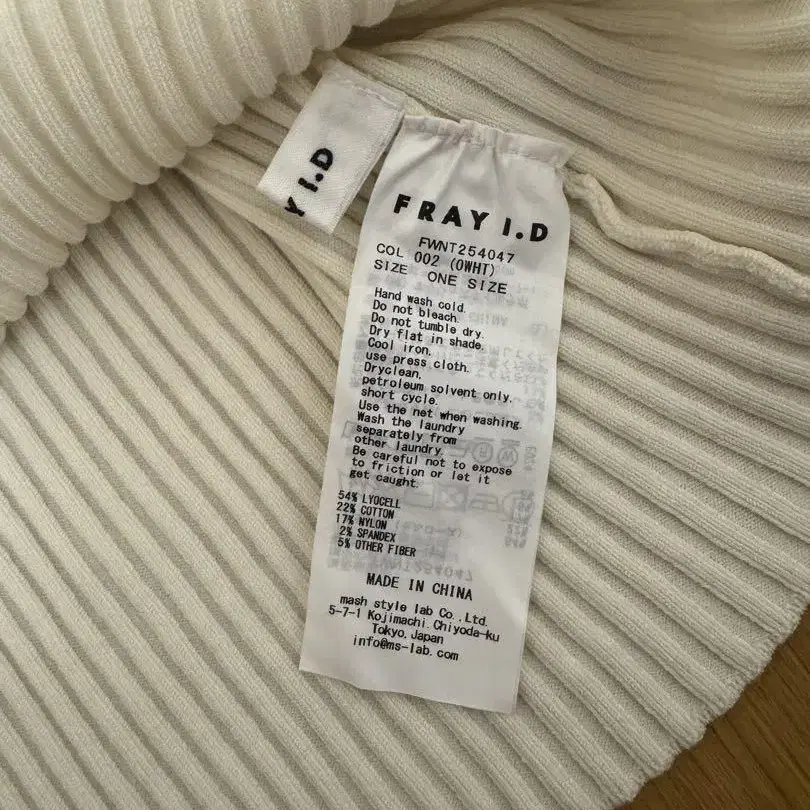 Y I.D
FRAY I.D
FWNT254047
COL 002 (OWHT)
SIZE ONE SIZE
Hand wash cold.
Do not bleach.
Do not tumble dry.
Dry flat in shade.
Cool iron,
use press cloth.
Dryclean,
petroleum solvent only.
short cycle.
Use the net when washing.
Wash the laundry
separately from
other laundry.
Be careful not to expose
to friction or let it
get caught.
54% LYOCELL
22% COTTON
17% NYLON
2% SPANDEX
5% OTHER FIBER
MADE IN CHINA
mash style lab Co., Ltd.
5-7-1 Kojimachi. Chiyoda-ku
Tokyo, Japan
info@ms-lab.com